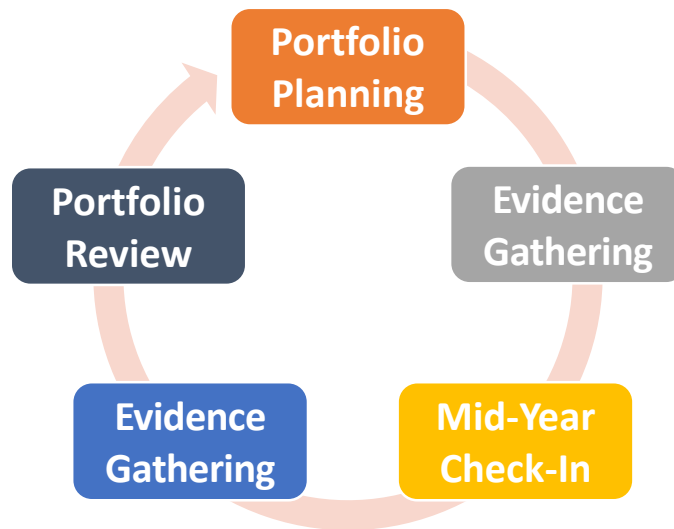 Portfolio
Planning
Evidence
Gathering
Mid-Year
Check-In
Evidence
Gathering
Portfolio
Review